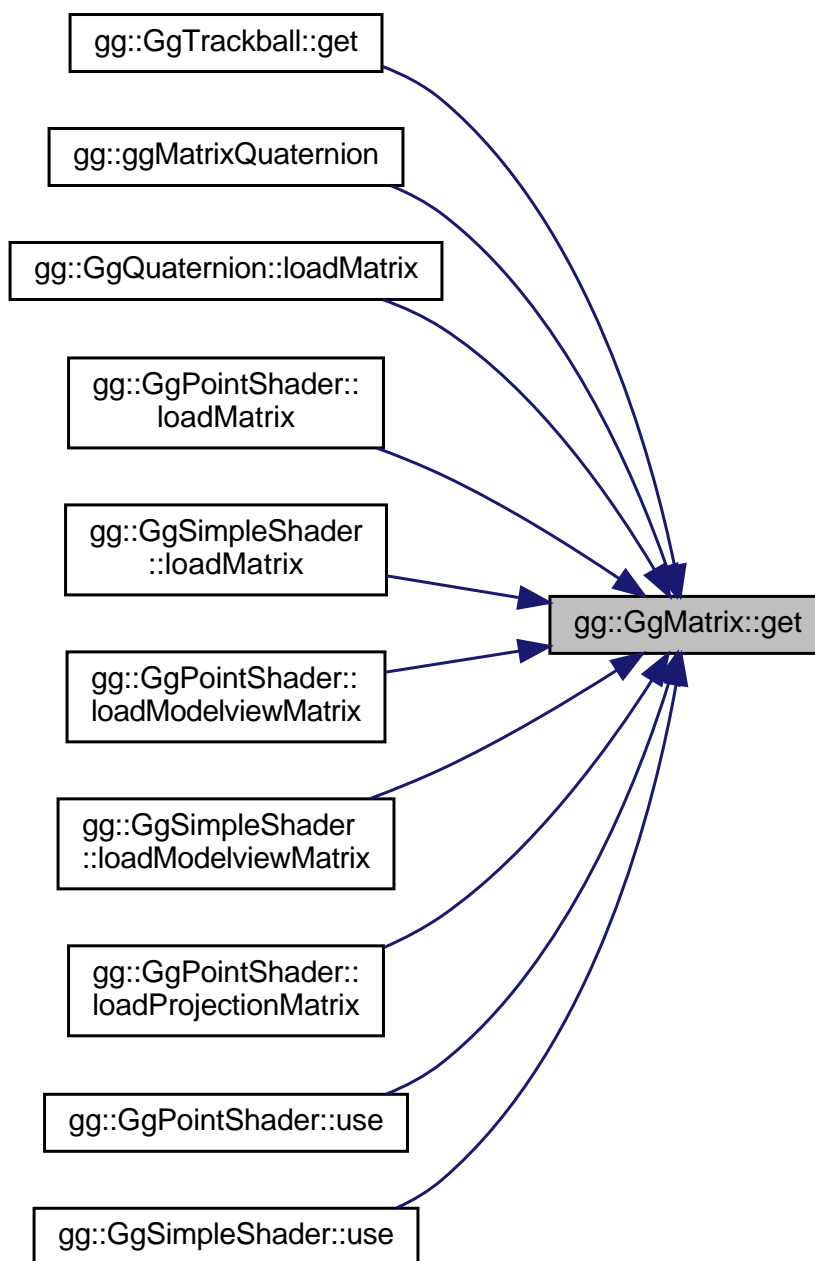 gg::GgTrackball::get
gg::ggMatrixQuaternion
gg::GgQuaternion::loadMatrix
gg::GgPointShader::
loadMatrix
gg::GgSimpleShader
::loadMatrix
gg::GgMatrix::get
gg::GgPointShader::
loadModelviewMatrix
gg::GgSimpleShader
::loadModelviewMatrix
gg::GgPointShader::
loadProjectionMatrix
gg::GgPointShader::use
gg::GgSimpleShader::use